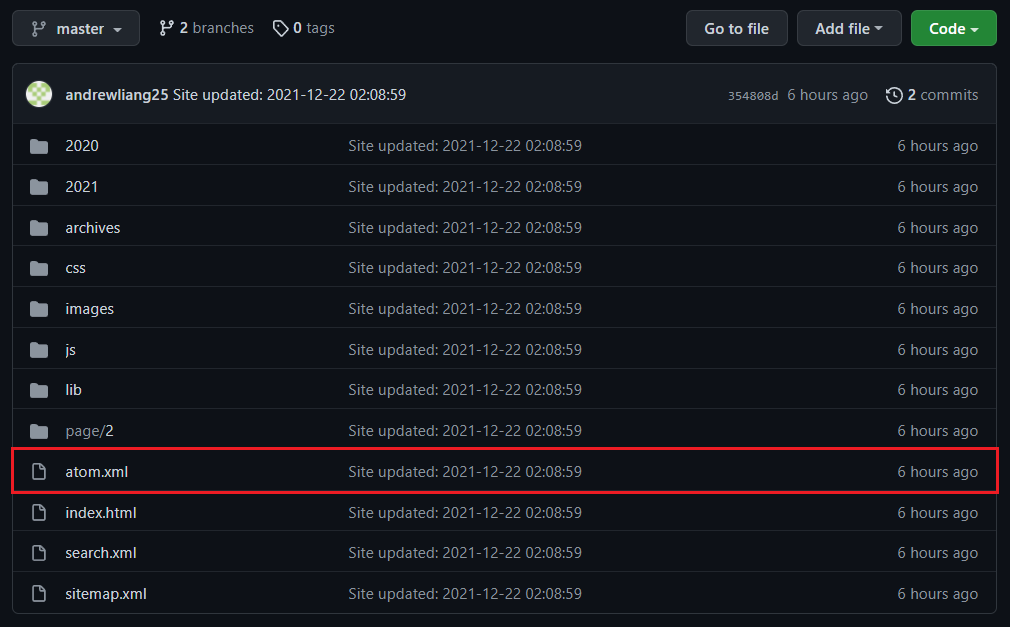 master 2 branches 0 tags Go to file Add file Code
andrewliang25 Site updated: 2021-12-22 02:08:59 354808d 6 hours ago 2 commits
2020 Site updated: 2021-12-22 02:08:59 6 hours ago
2021 Site updated: 2021-12-22 02:08:59 6 hours ago
archives Site updated: 2021-12-22 02:08:59 6 hours ago
css Site updated: 2021-12-22 02:08:59 6 hours ago
images Site updated: 2021-12-22 02:08:59 6 hours ago
js Site updated: 2021-12-22 02:08:59 6 hours ago
lib Site updated: 2021-12-22 02:08:59 6 hours ago
page/2 Site updated: 2021-12-22 02:08:59 6 hours ago
atom.xml Site updated: 2021-12-22 02:08:59 6 hours ago
index.html Site updated: 2021-12-22 02:08:59 6 hours ago
search.xml Site updated: 2021-12-22 02:08:59 6 hours ago
sitemap.xml Site updated: 2021-12-22 02:08:59 6 hours ago